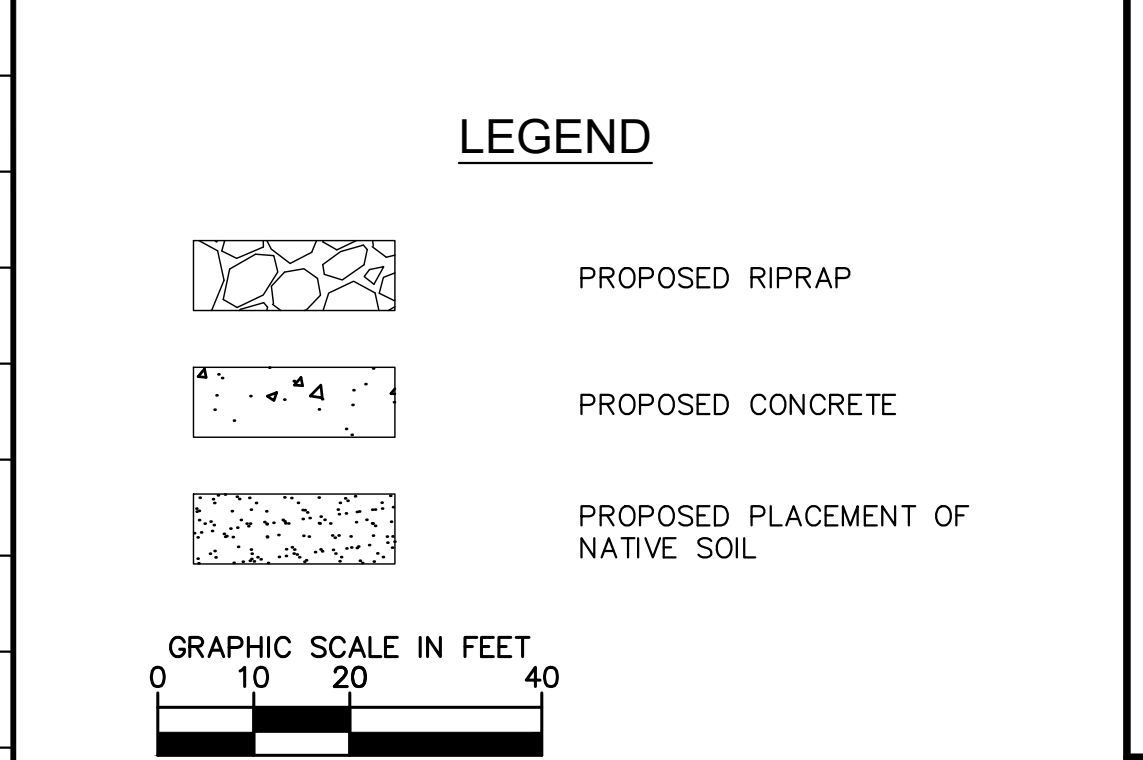 LEGEND
PROPOSED RIPRAP
PROPOSED CONCRETE
PROPOSED PLACEMENT OF
NATIVE SOIL
GRAPHIC SCALE IN FEET
0 10 20 40